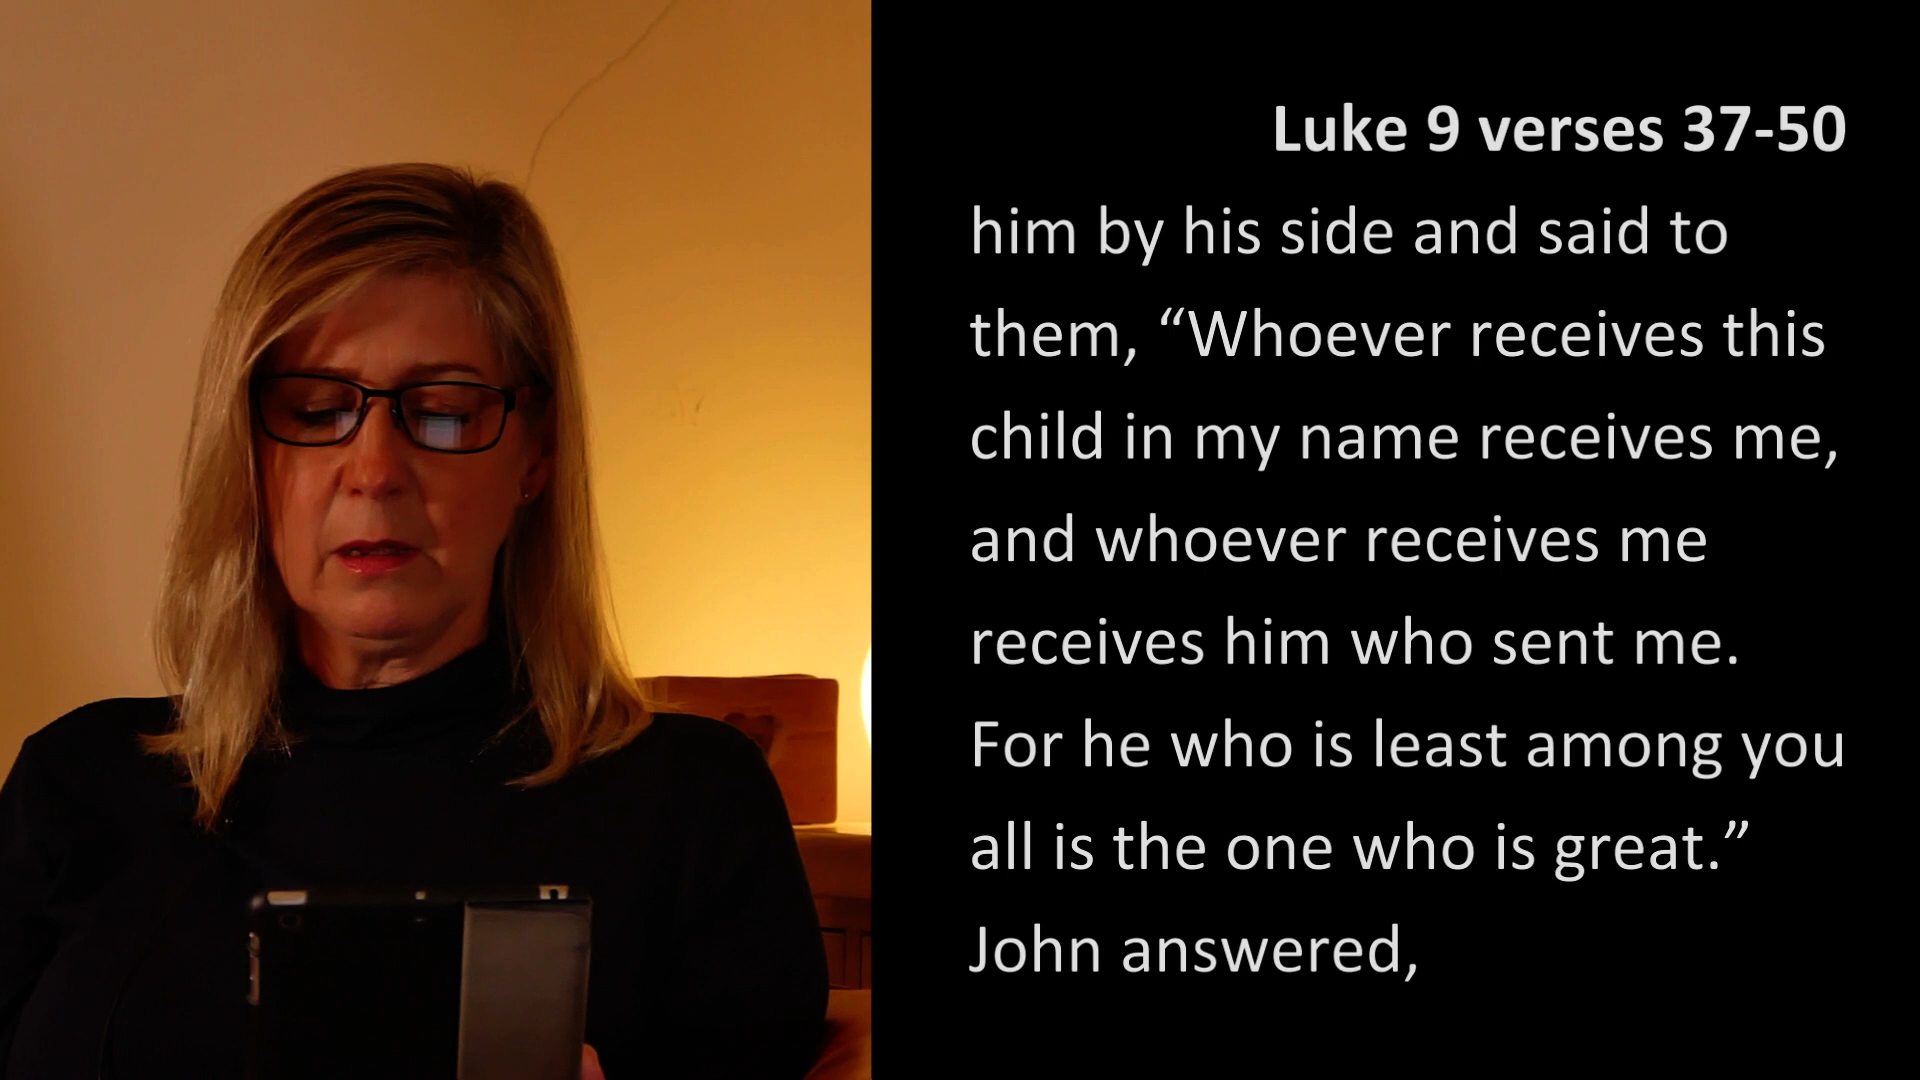 Luke 9 verses 37-50
him by his side and said to
them, “Whoever receives this
child in my name receives me,
and whoever receives me
receives him who sent me.
For he who is least among you
all is the one who is great.”
John answered,